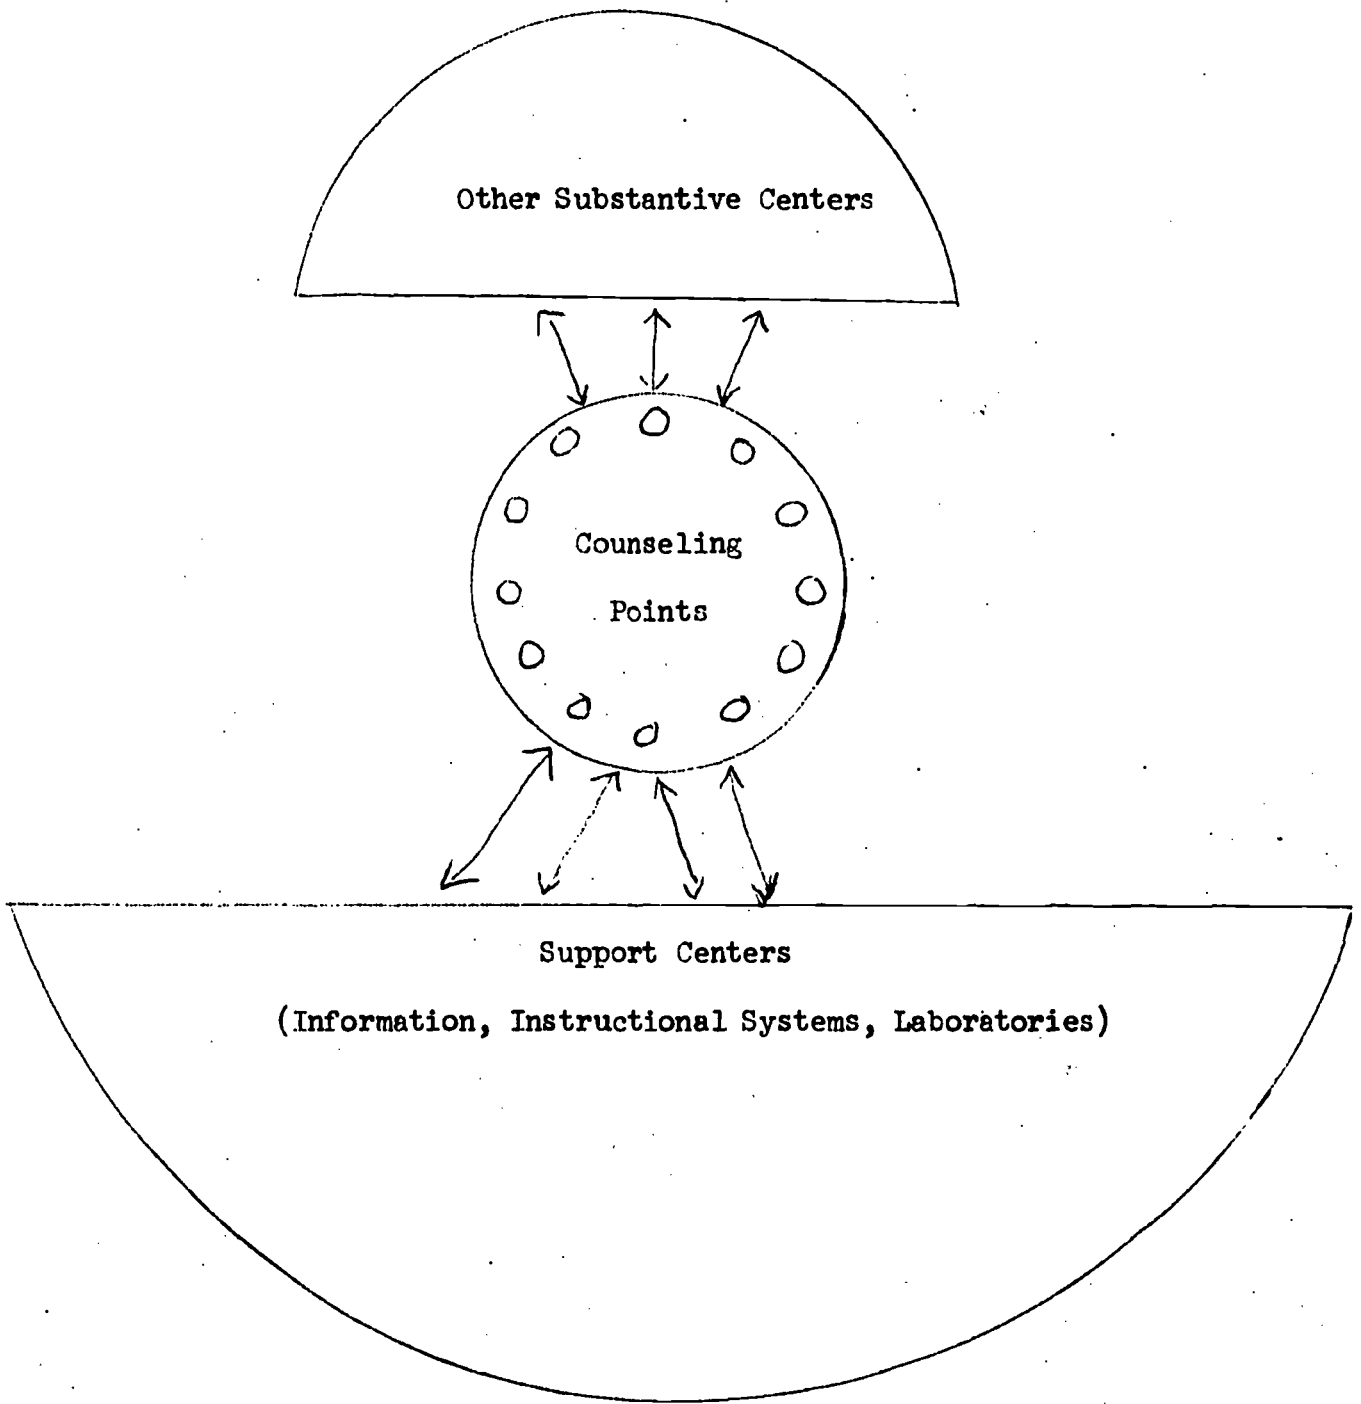 Other Substantive Centers
Counseling
Points
Support Centers
(Information, Instructional Systems, Laboratories)